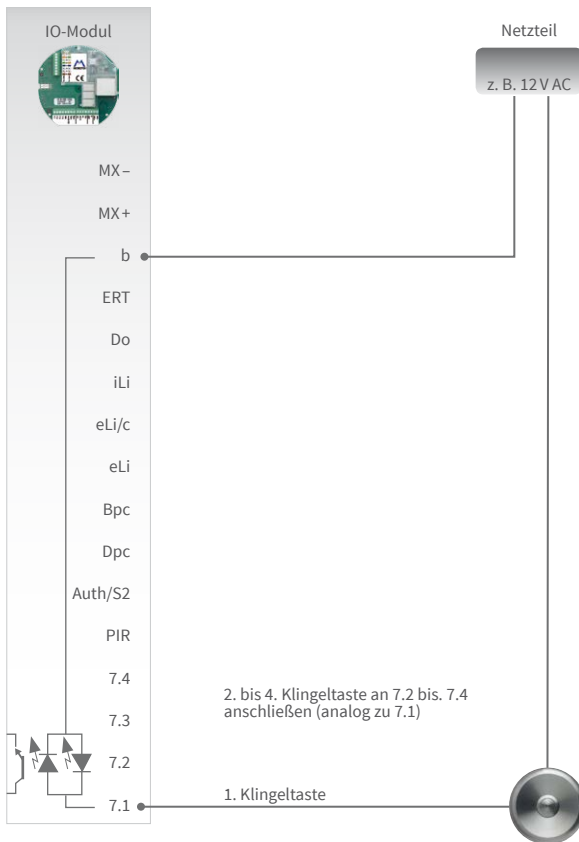 IO-Modul
Netzteil
z. B. 12 V AC
MX –
MX +
b
ERT
Do
iLi
eLi/c
eLi
Bpc
Dpc
Auth/S2
PIR
7.4
7.3
7.2
7.1
2. bis 4. Klingeltaste an 7.2 bis. 7.4
anschließen (analog zu 7.1)
1. Klingeltaste